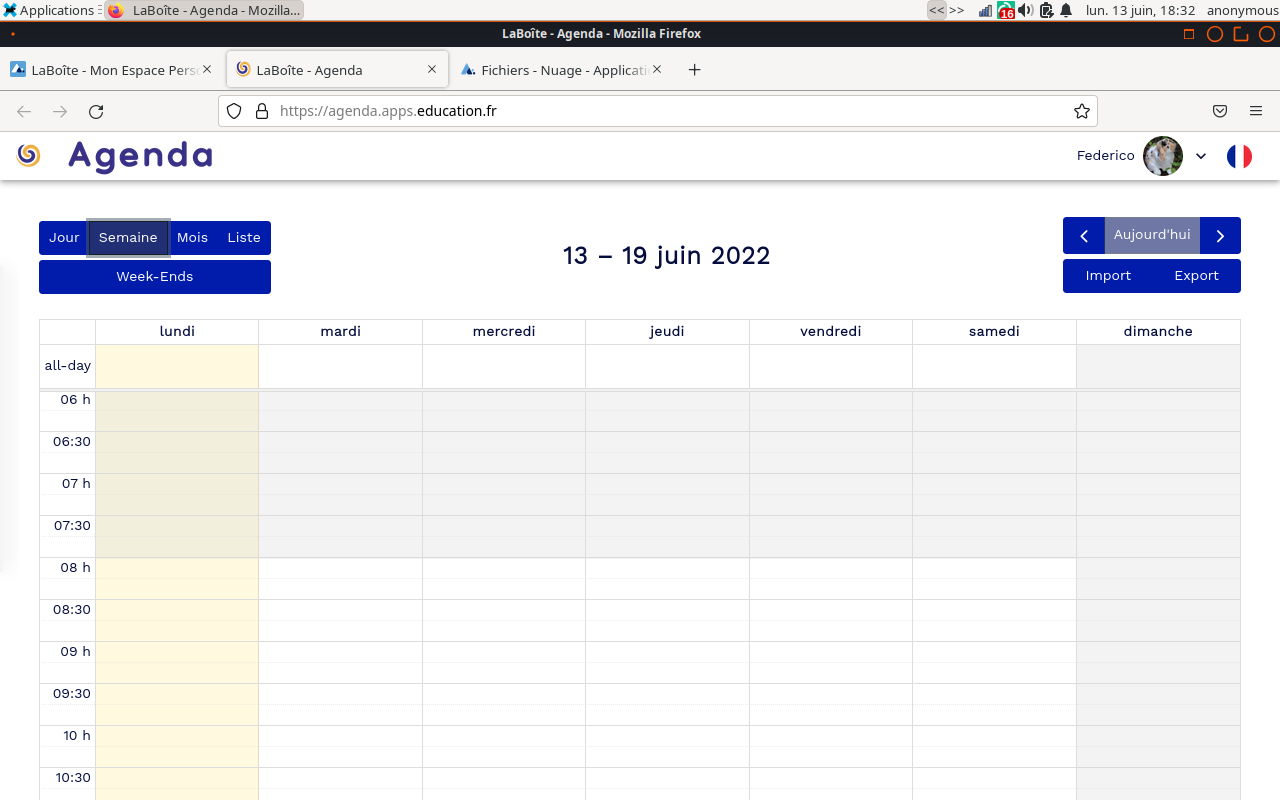 Applications LaBoîte - Agenda - Mozilla... << >> 16 lun. 13 juin, 18:32 anonymous
LaBoîte - Agenda - Mozilla Firefox
LaBoîte - Mon Espace Pers LaBoîte - Agenda Fichiers - Nuage - Applicati
https://agenda.apps.education.fr
Agenda Federico
Jour Semaine Mois Liste
Week-Ends
13 – 19 juin 2022
Aujourd'hui
Import Export
lundi mardi mercredi jeudi vendredi samedi dimanche
all-day
06 h
06:30
07 h
07:30
08 h
08:30
09 h
09:30
10 h
10:30